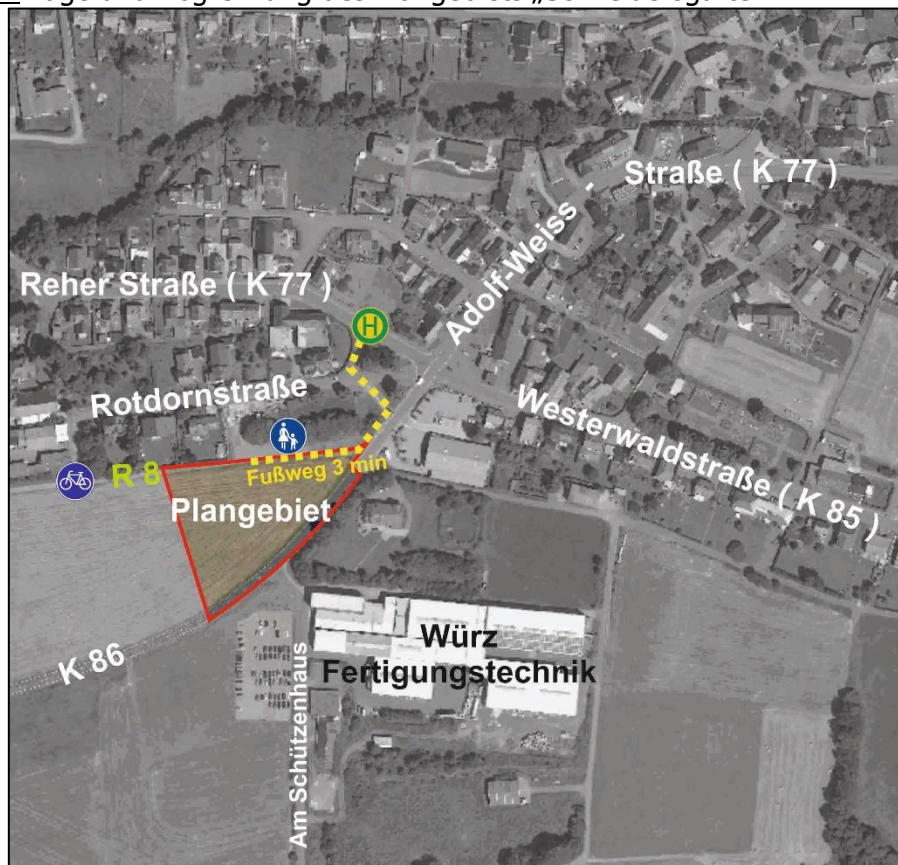 Straße ( K 77 )
Adolf-Weiss -
Reher Straße ( K 77 )
H
Rotdornstraße
Westerwaldstraße ( K 85 )
R 8
Fußweg 3 min
Plangebiet
Würz
Fertigungstechnik
K 86
Am Schützenhaus